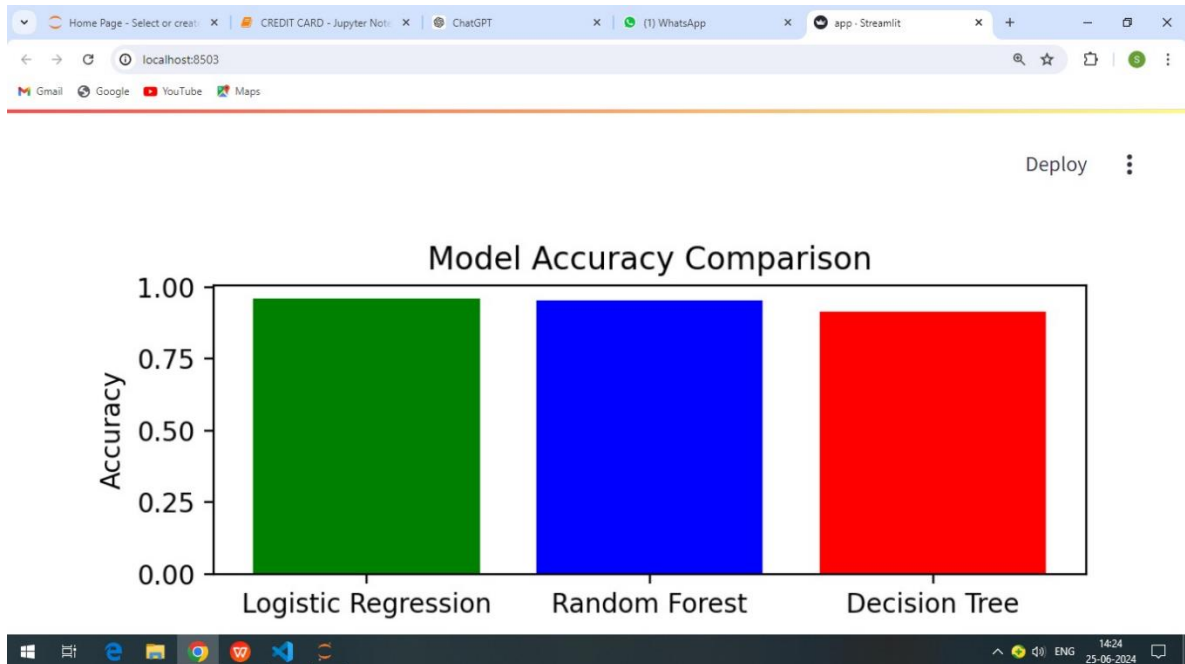 Home Page - Select or creat
CREDIT CARD - Jupyter Not
ChatGPT
(1) WhatsApp
app · Streamlit
localhost:8503
S
Gmail
Google
YouTube
Maps
Deploy
Model Accuracy Comparison
Accuracy
1.00
0.75
0.50
0.25
0.00
Logistic Regression
Random Forest
Decision Tree
ENG
14:24
25-06-2024